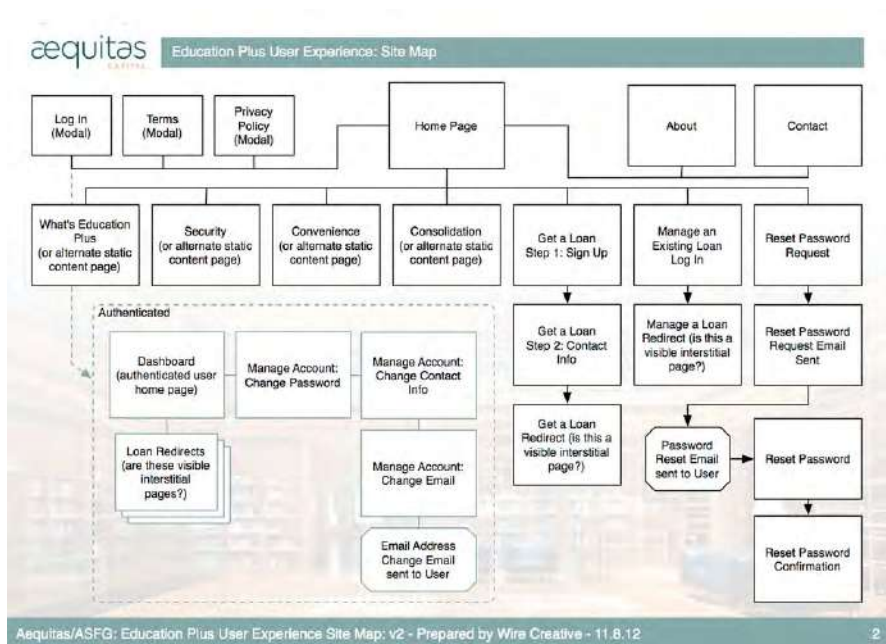 æquitas
CAPITAL
Education Plus User Experience: Site Map
Log In
(Modal)
Terms
(Modal)
Privacy
Policy
(Modal)
Home Page
About
Contact
What's Education
Plus
(or alternate static
content page)
Security
(or alternate static
content page)
Convenience
(or alternate static
content page)
Consolidation
(or alternate static
content page)
Get a Loan
Step 1: Sign Up
Manage an
Existing Loan
Log In
Reset Password
Request
Authenticated
Dashboard
(authenticated user
home page)
Manage Account:
Change Password
Manage Account:
Change Contact
Info
Get a Loan
Step 2: Contact
Info
Manage a Loan
Redirect (is this a
visible interstitial
page?)
Reset Password
Request Email
Sent
Loan Redirects
(are these visible
interstitial
pages?)
Manage Account:
Change Email
Get a Loan
Redirect (is this a
visible interstitial
page?)
Password
Reset Email
sent to User
Reset Password
Email Address
Change Email
sent to User
Reset Password
Confirmation
Aequitas/ASFG: Education Plus User Experience Site Map: v2 - Prepared by Wire Creative - 11.8.12
2